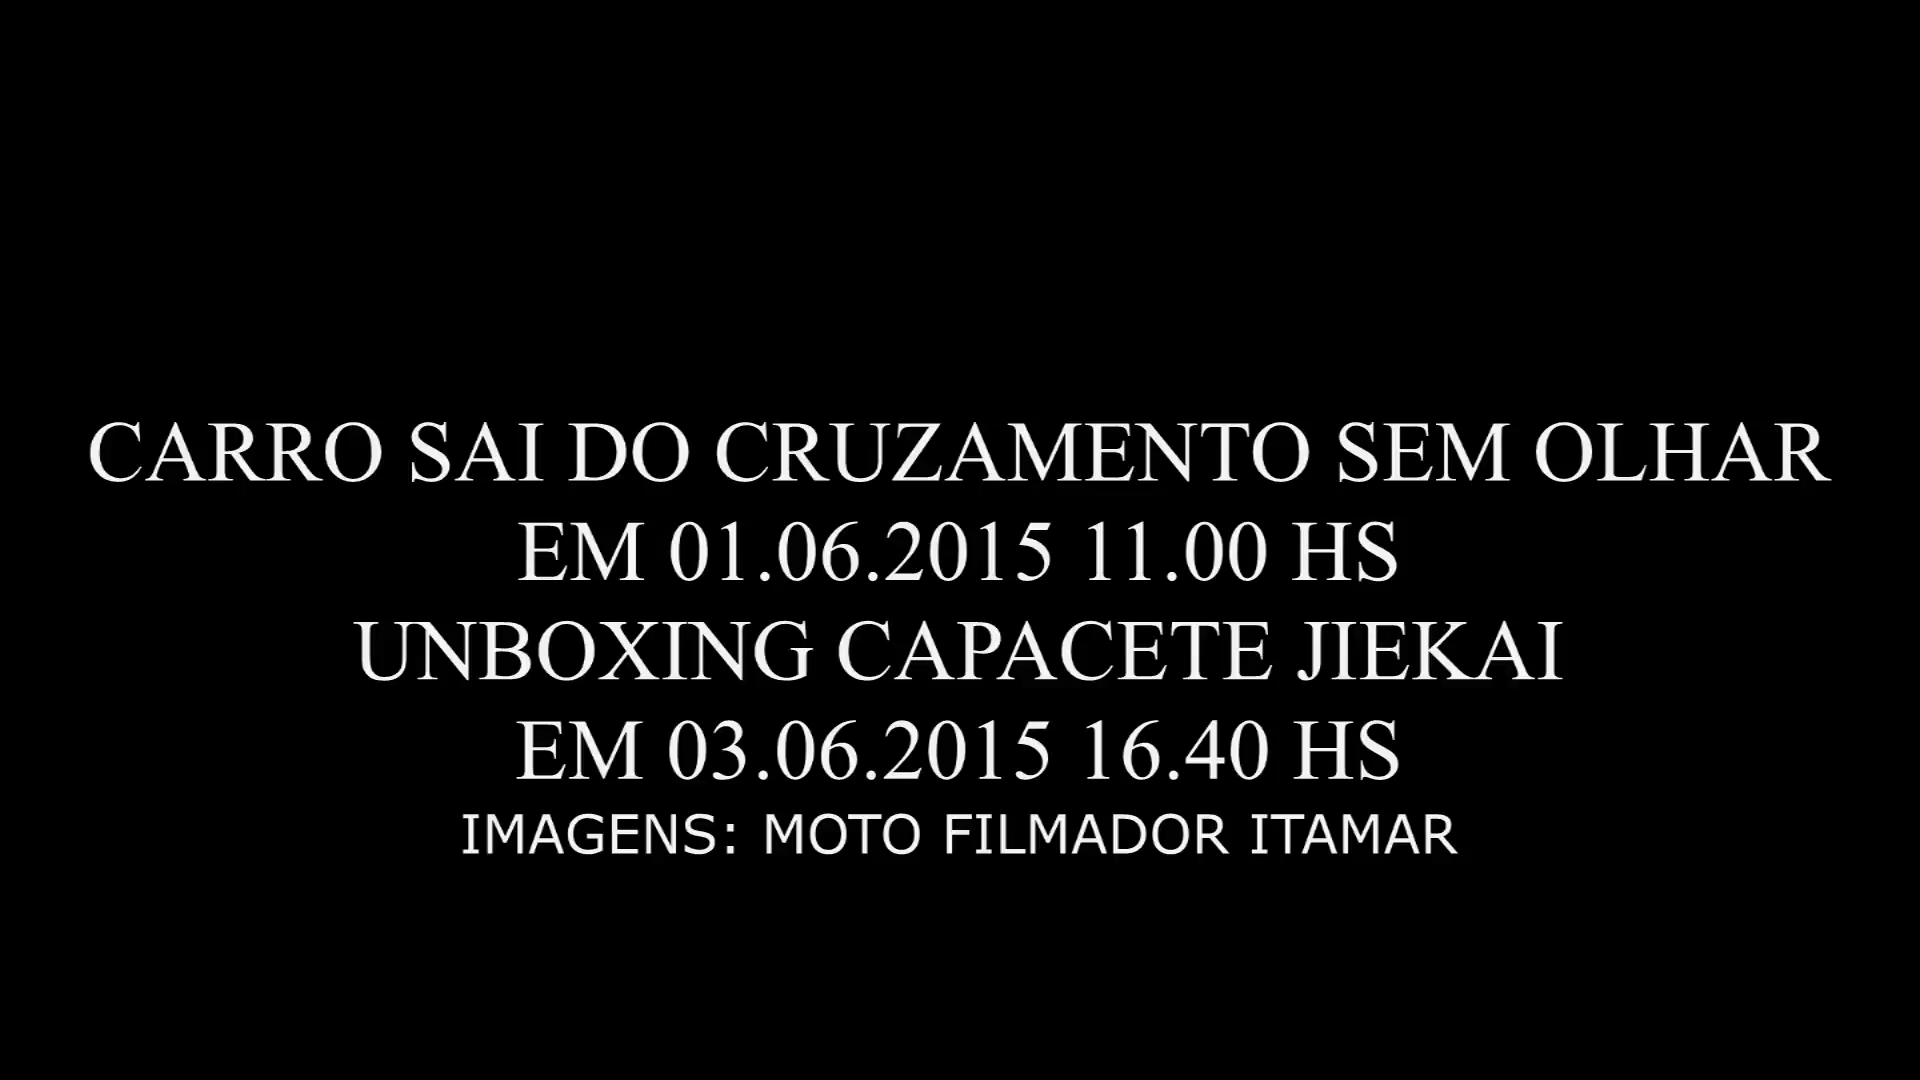 CARRO SAI DO CRUZAMENTO SEM OLHAR
EM 01.06.2015 11.00 HS
UNBOXING CAPACETE JIEKAI
EM 03.06.2015 16.40 HS
IMAGENS: MOTO FILMADOR ITAMAR